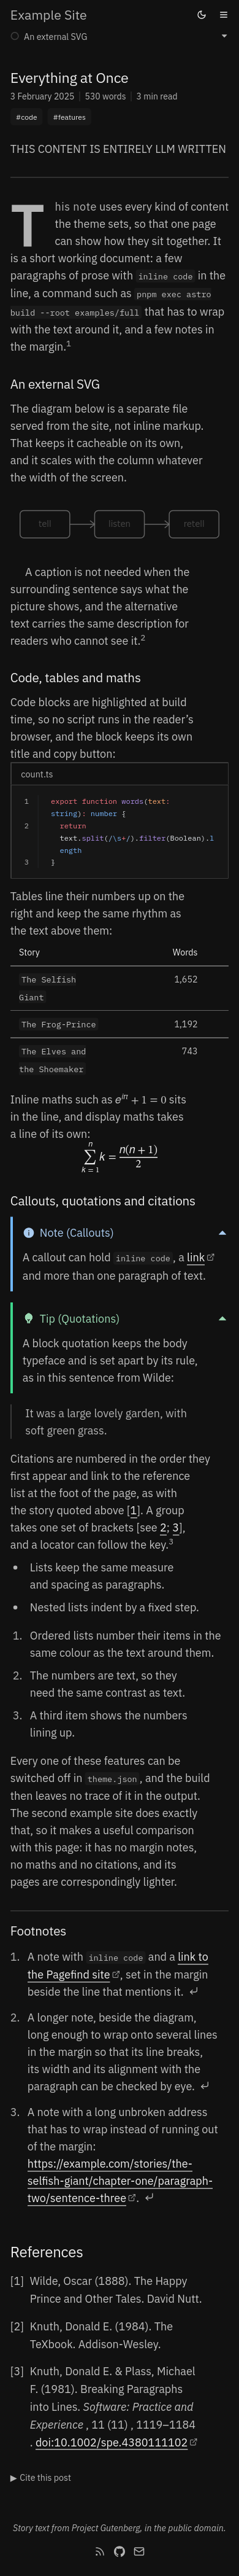 Example Site
An external SVG
Everything at Once
3 February 2025 | 530 words | 3 min read
#code #features
THIS CONTENT IS ENTIRELY LLM WRITTEN
This note uses every kind of content
the theme sets, so that one page
can show how they sit together. It
is a short working document: a few
paragraphs of prose with inline code in the
line, a command such as pnpm exec astro
build --root examples/full that has to wrap
with the text around it, and a few notes in
the margin.1
An external SVG
The diagram below is a separate file
served from the site, not inline markup.
That keeps it cacheable on its own,
and it scales with the column whatever
the width of the screen.
tell listen retell
A caption is not needed when the
surrounding sentence says what the
picture shows, and the alternative
text carries the same description for
readers who cannot see it.2
Code, tables and maths
Code blocks are highlighted at build
time, so no script runs in the reader's
browser, and the block keeps its own
title and copy button:
count.ts
1 export function words(text:
string): number {
2 return
text.split(/\s+/).filter(Boolean).l
ength
3 }
Tables line their numbers up on the
right and keep the same rhythm as
the text above them:
Story Words
The Selfish
Giant 1,652
The Frog-Prince 1,192
The Elves and
the Shoemaker 743
Inline maths such as e^{iπ} + 1 = 0 sits
in the line, and display maths takes
a line of its own:
n
∑ k = n(n + 1)
k = 1 2
Callouts, quotations and citations
Note (Callouts)
A callout can hold inline code, a link
and more than one paragraph of text.
Tip (Quotations)
A block quotation keeps the body
typeface and is set apart by its rule,
as in this sentence from Wilde:
It was a large lovely garden, with
soft green grass.
Citations are numbered in the order they
first appear and link to the reference
list at the foot of the page, as with
the story quoted above [1]. A group
takes one set of brackets [see 2; 3],
and a locator can follow the key.3
• Lists keep the same measure
and spacing as paragraphs.
• Nested lists indent by a fixed step.
1. Ordered lists number their items in the
same colour as the text around them.
2. The numbers are text, so they
need the same contrast as text.
3. A third item shows the numbers
lining up.
Every one of these features can be
switched off in theme.json, and the build
then leaves no trace of it in the output.
The second example site does exactly
that, so it makes a useful comparison
with this page: it has no margin notes,
no maths and no citations, and its
pages are correspondingly lighter.
Footnotes
1. A note with inline code and a link to
the Pagefind site, set in the margin
beside the line that mentions it. ↩
2. A longer note, beside the diagram,
long enough to wrap onto several lines
in the margin so that its line breaks,
its width and its alignment with the
paragraph can be checked by eye. ↩
3. A note with a long unbroken address
that has to wrap instead of running out
of the margin:
https://example.com/stories/the-
selfish-giant/chapter-one/paragraph-
two/sentence-three. ↩
References
[1] Wilde, Oscar (1888). The Happy
Prince and Other Tales. David Nutt.
[2] Knuth, Donald E. (1984). The
TeXbook. Addison-Wesley.
[3] Knuth, Donald E. & Plass, Michael
F. (1981). Breaking Paragraphs
into Lines. Software: Practice and
Experience , 11 (11) , 1119–1184
. doi:10.1002/spe.4380111102
▶ Cite this post
Story text from Project Gutenberg, in the public domain.